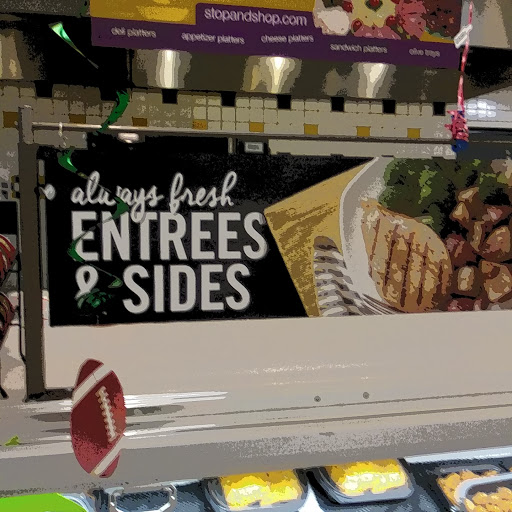 stopandshop.com
deli platters appetizer platters cheese platters sandwich platters olive trays
always fresh
ENTREES
& SIDES